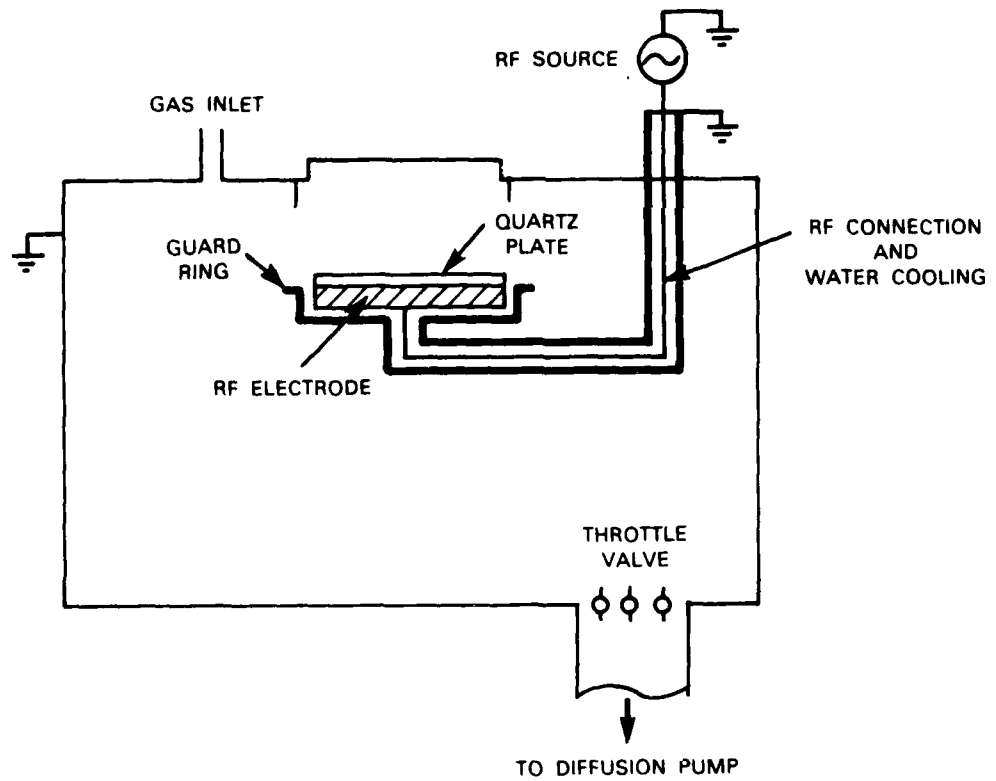 RF SOURCE
GAS INLET
QUARTZ
PLATE
GUARD
RING
RF CONNECTION
AND
WATER COOLING
RF ELECTRODE
THROTTLE
VALVE
TO DIFFUSION PUMP